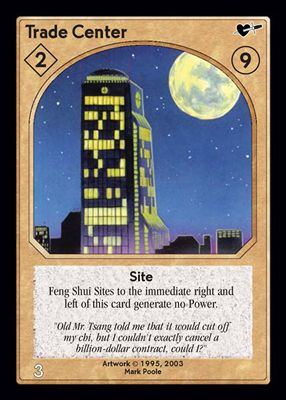 Trade Center
2
9
Site
Feng Shui Sites to the immediate right and
left of this card generate no Power.
"Old Mr. Tsang told me that it would cut off
my chi, but I couldn't exactly cancel a
billion-dollar contract, could I?"
3
Artwork © 1995, 2003
Mark Poole